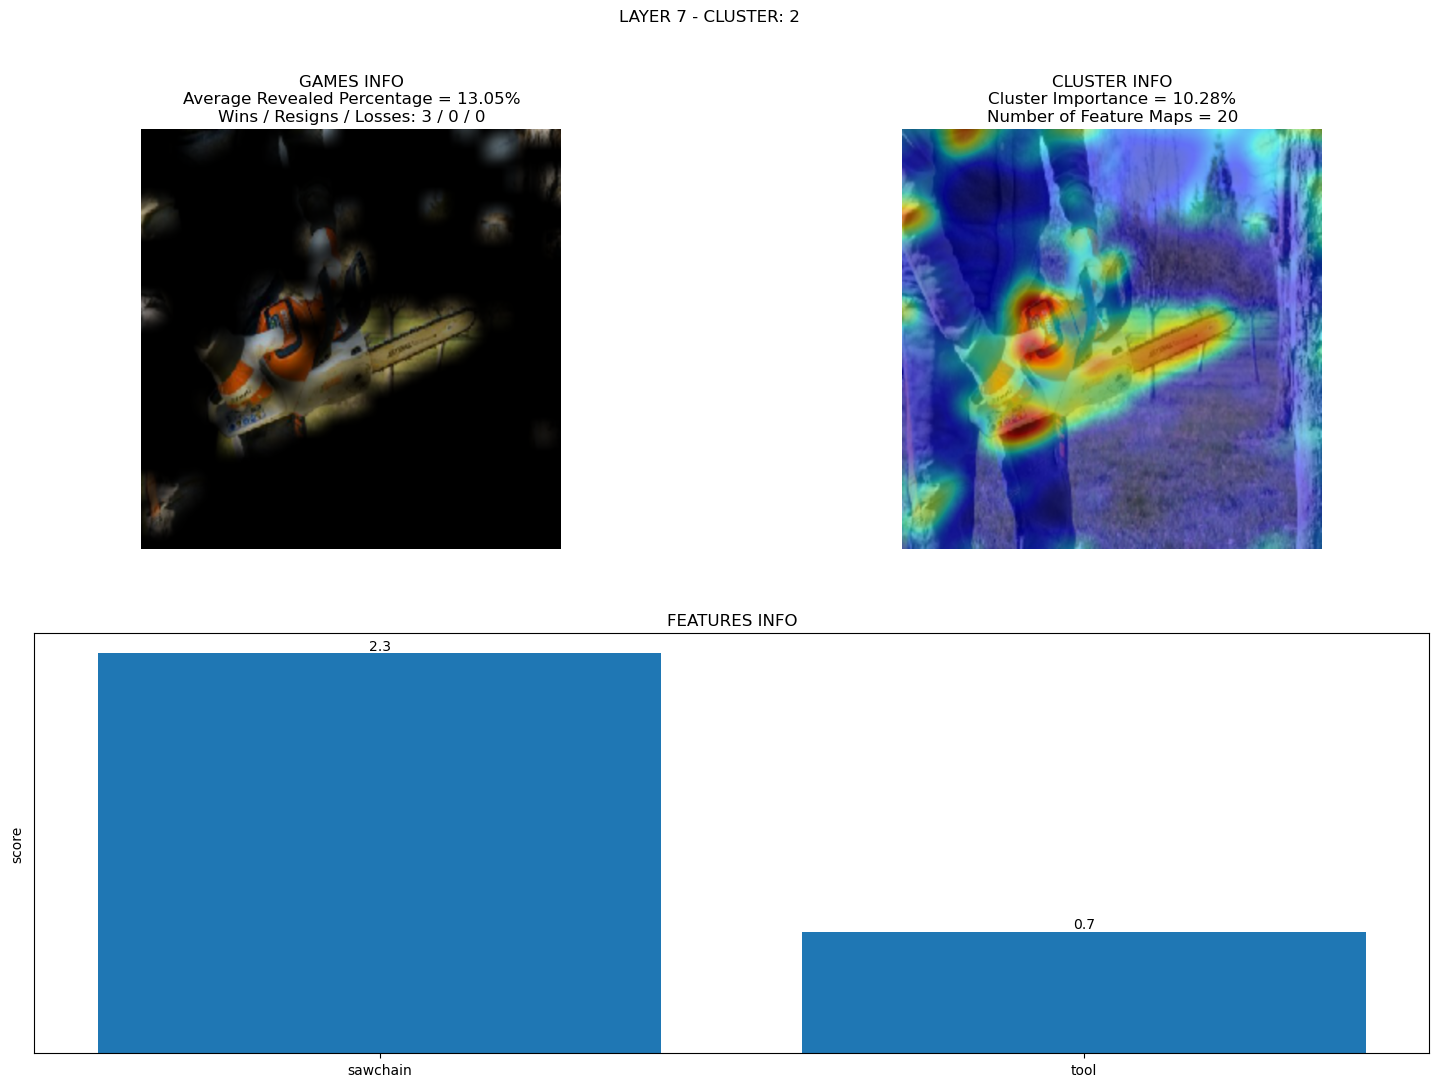 LAYER 7 - CLUSTER: 2
GAMES INFO
Average Revealed Percentage = 13.05%
Wins / Resigns / Losses: 3 / 0 / 0
CLUSTER INFO
Cluster Importance = 10.28%
Number of Feature Maps = 20
FEATURES INFO
score
2.3
0.7
sawchain
tool